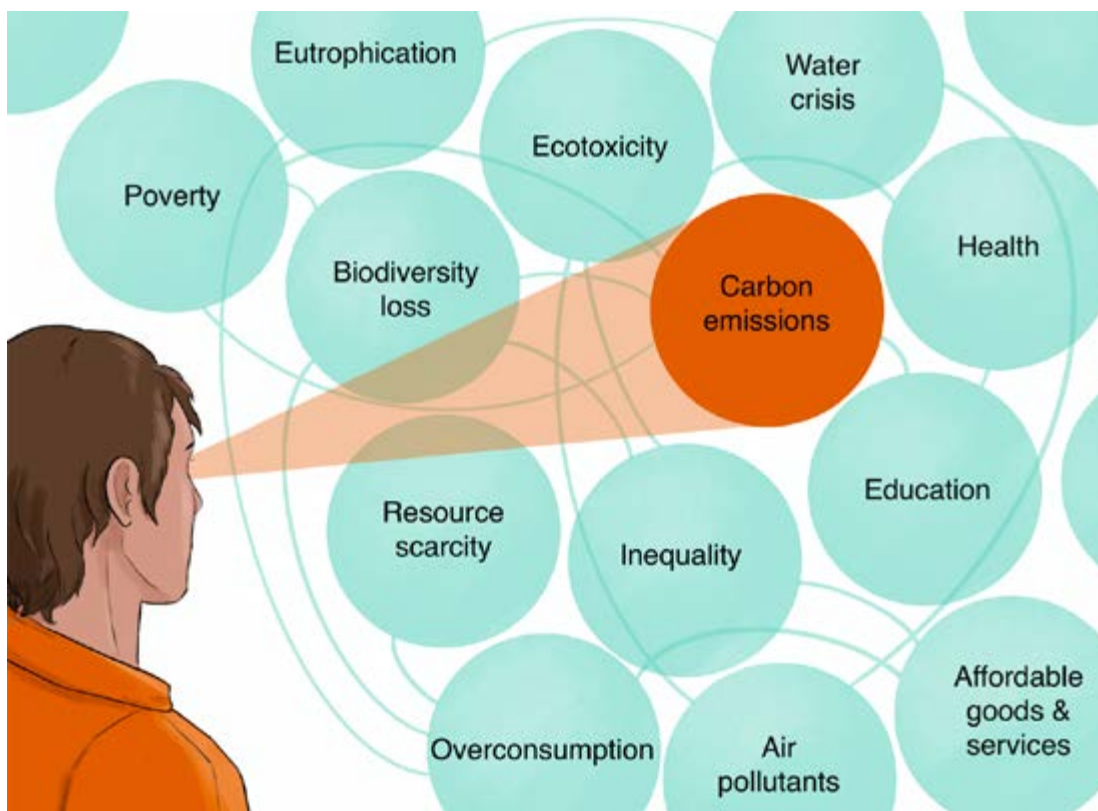 Eutrophication
Water
crisis
Ecotoxicity
Poverty
Health
Biodiversity
loss
Carbon
emissions
Education
Resource
scarcity
Inequality
Affordable
goods &
services
Overconsumption
Air
pollutants